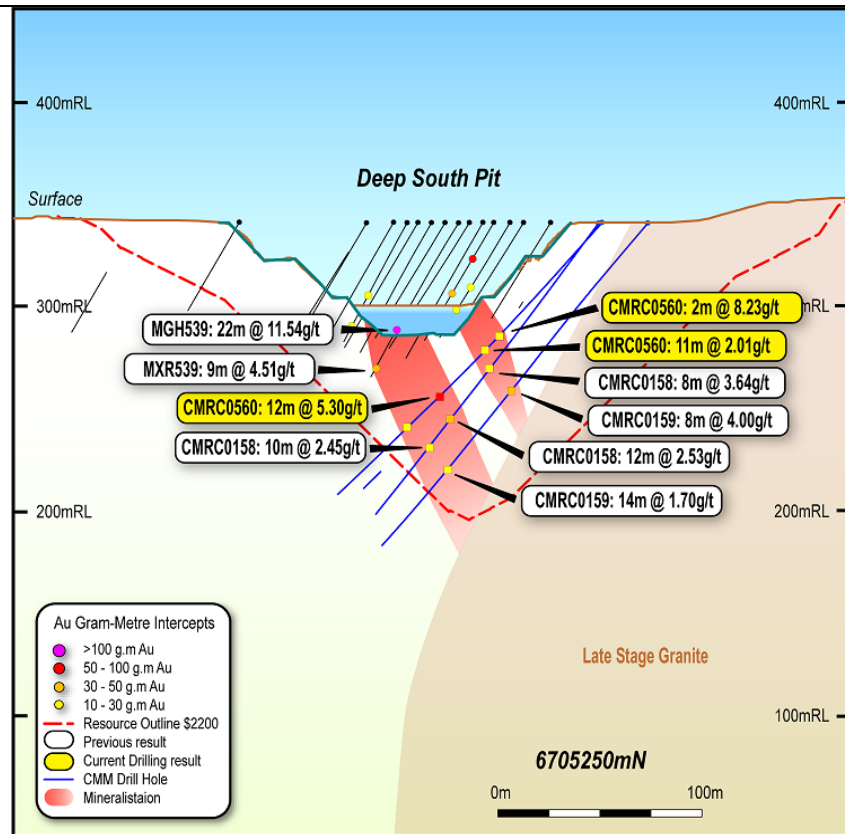 400mRL
400mRL
Deep South Pit
Surface
300mRL
MGH539: 22m @ 11.54g/t
CMRC0560: 2m @ 8.23g/t
CMRC0560: 11m @ 2.01g/t
MXR539: 9m @ 4.51g/t
CMRC0158: 8m @ 3.64g/t
CMRC0560: 12m @ 5.30g/t
CMRC0159: 8m @ 4.00g/t
CMRC0158: 10m @ 2.45g/t
CMRC0158: 12m @ 2.53g/t
CMRC0159: 14m @ 1.70g/t
200mRL
200mRL
Au Gram-Metre Intercepts
>100 g.m Au
50 - 100 g.m Au
30 - 50 g.m Au
10 - 30 g.m Au
Resource Outline $2200
Previous result
Current Drilling result
CMM Drill Hole
Mineralistaion
Late Stage Granite
100mRL
100mRL
6705250mN
0m
100m